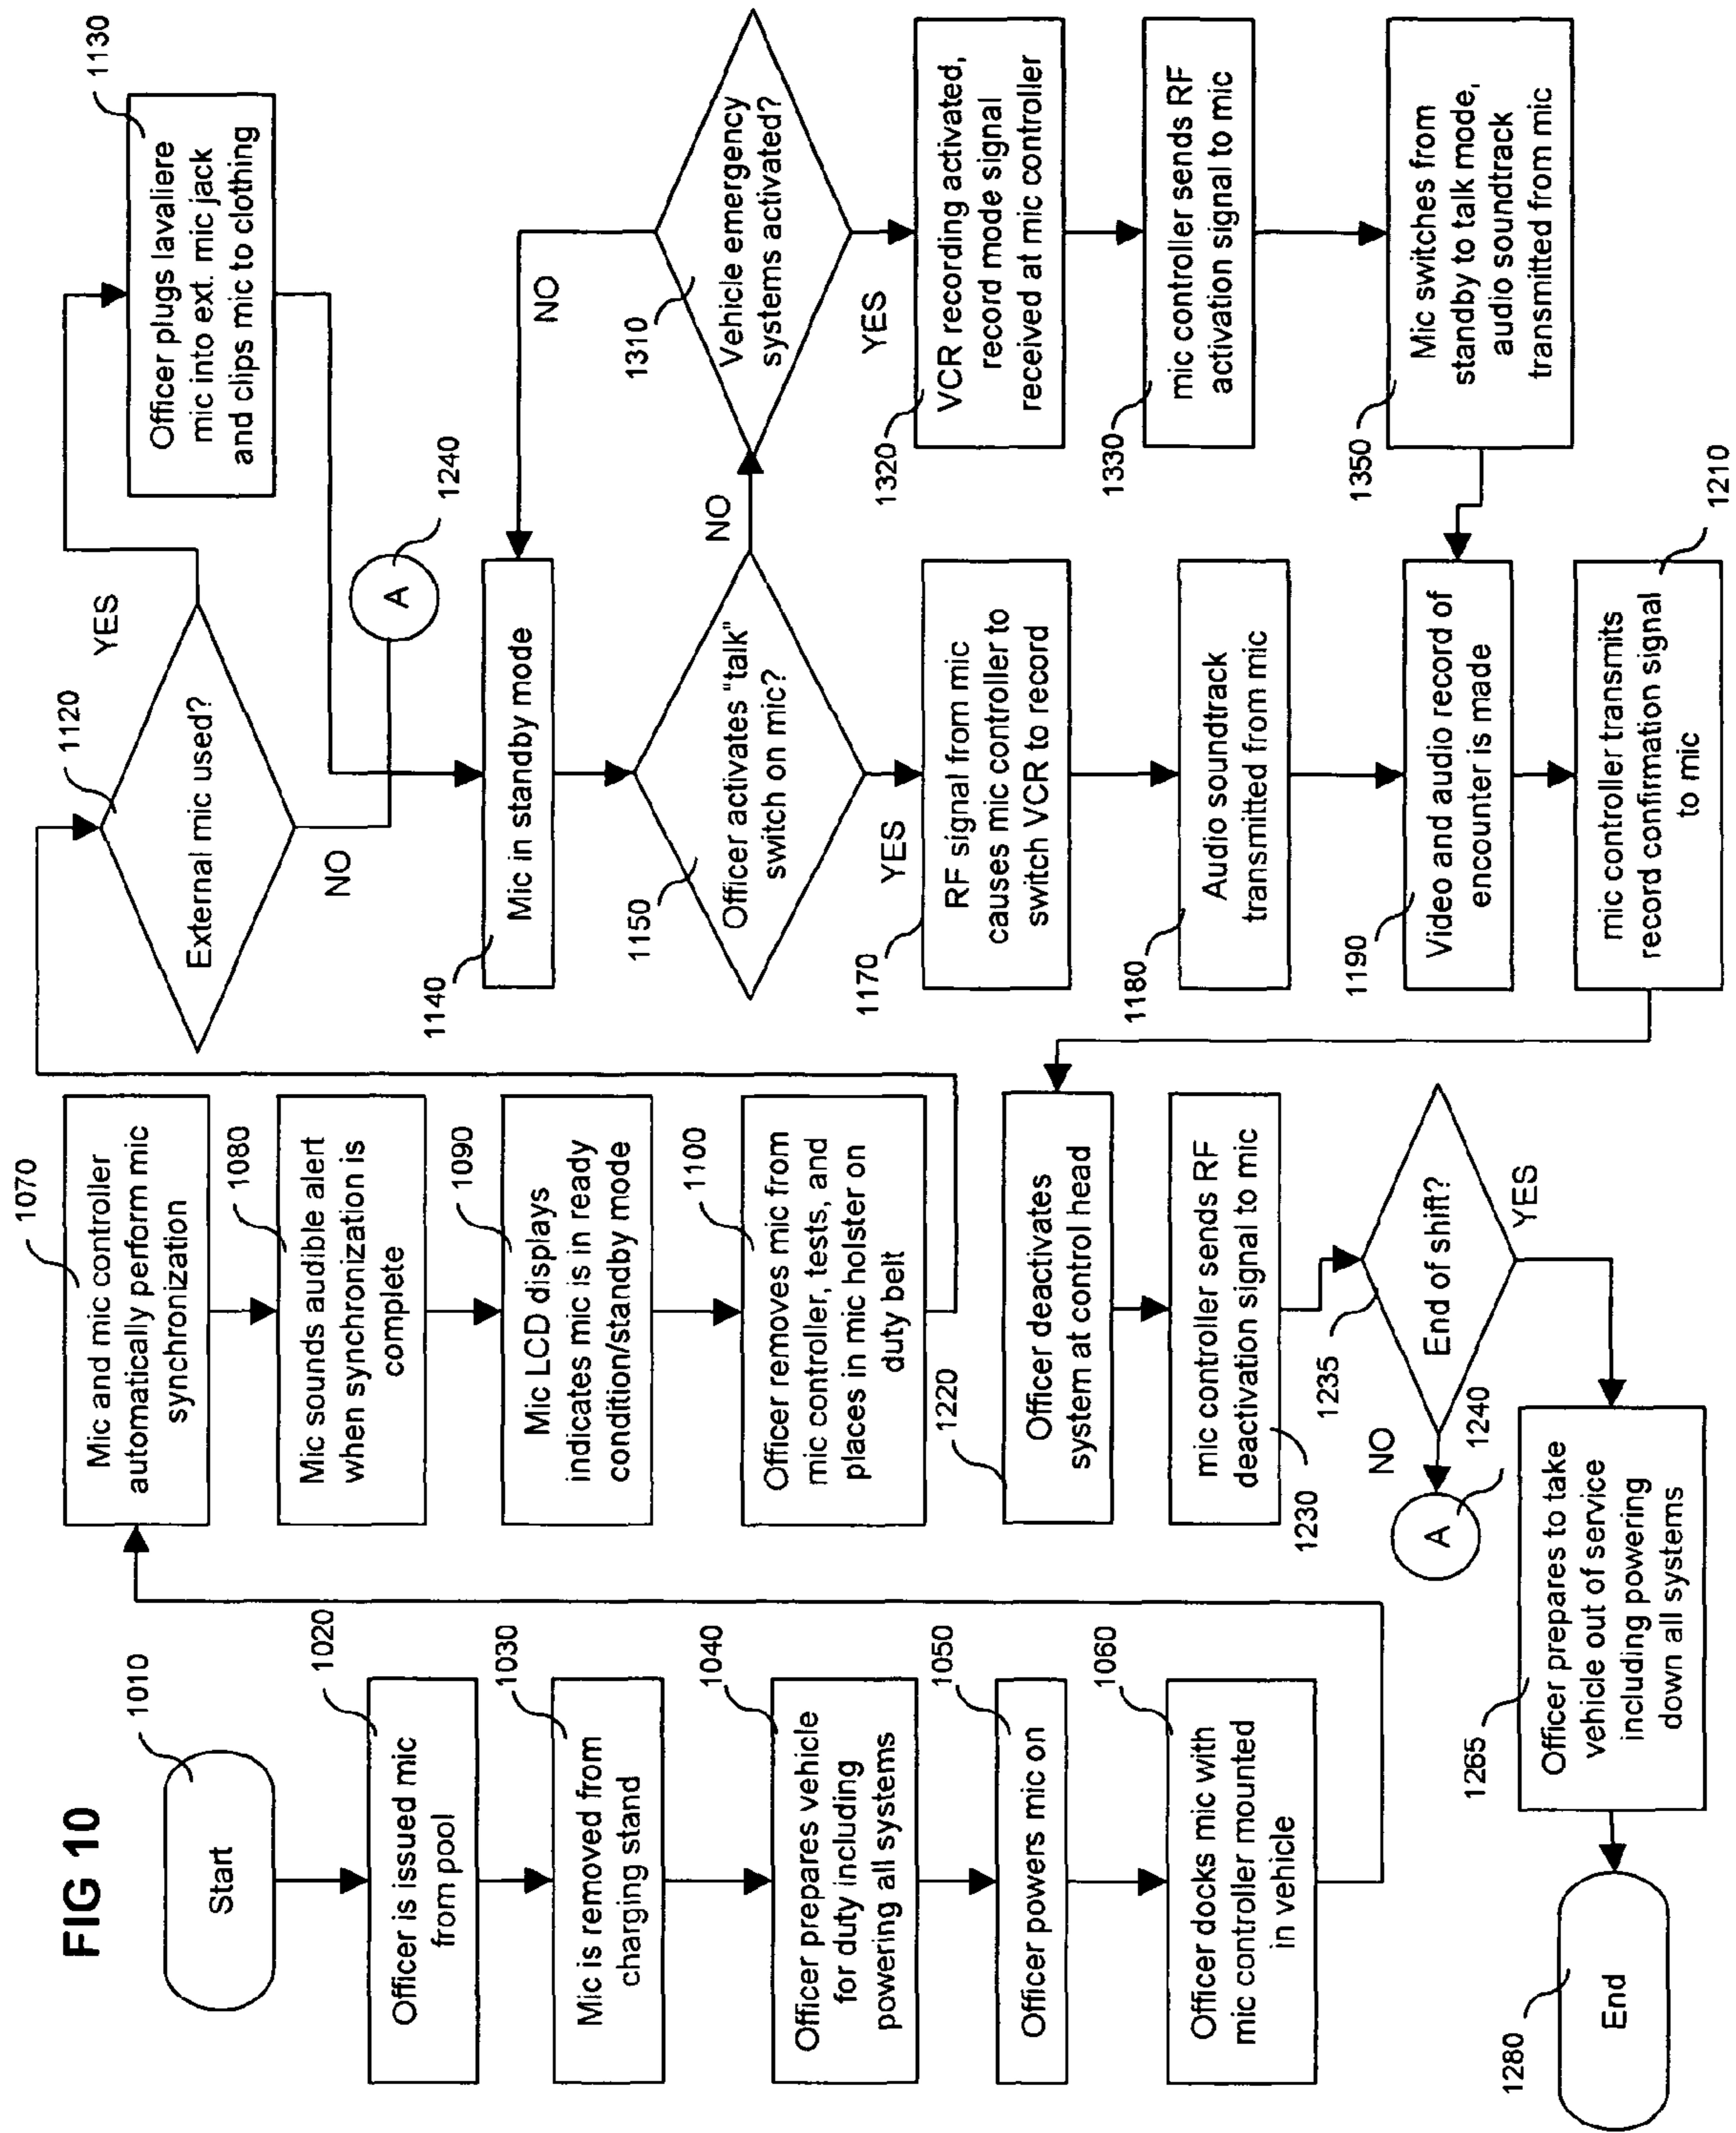 FIG 10
1010
Start
1020
Officer is issued mic
from pool
1030
Mic is removed from
charging stand
1040
Officer prepares vehicle
for duty including
powering all systems
1050
Officer powers mic on
1060
Officer docks mic with
mic controller mounted
in vehicle
1070
Mic and mic controller
automatically perform mic
synchronization
1080
Mic sounds audible alert
when synchronization is
complete
1090
Mic LCD displays
indicates mic is in ready
condition/standby mode
1100
Officer removes mic from
mic controller, tests, and
places in mic holster on
duty belt
1120
External mic used?
YES
NO
1130
Officer plugs lavaliere
mic into ext. mic jack
and clips mic to clothing
1240
A
1140
Mic in standby mode
1150
Officer activates "talk"
switch on mic?
NO
YES
1310
Vehicle emergency
systems activated?
NO
YES
1320
VCR recording activated,
record mode signal
received at mic controller
1330
mic controller sends RF
activation signal to mic
1350
Mic switches from
standby to talk mode,
audio soundtrack
transmitted from mic
1170
RF signal from mic
causes mic controller to
switch VCR to record
1180
Audio soundtrack
transmitted from mic
1190
Video and audio record of
encounter is made
1210
mic controller transmits
record confirmation signal
to mic
1220
Officer deactivates
system at control head
1230
mic controller sends RF
deactivation signal to mic
1235
End of shift?
NO
YES
1240
A
1265
Officer prepares to take
vehicle out of service
including powering
down all systems
1280
End